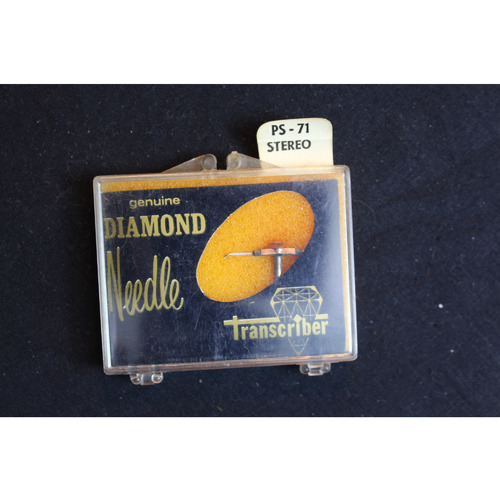 PS - 71
STEREO
genuine
DIAMOND
Needle
Transcriber